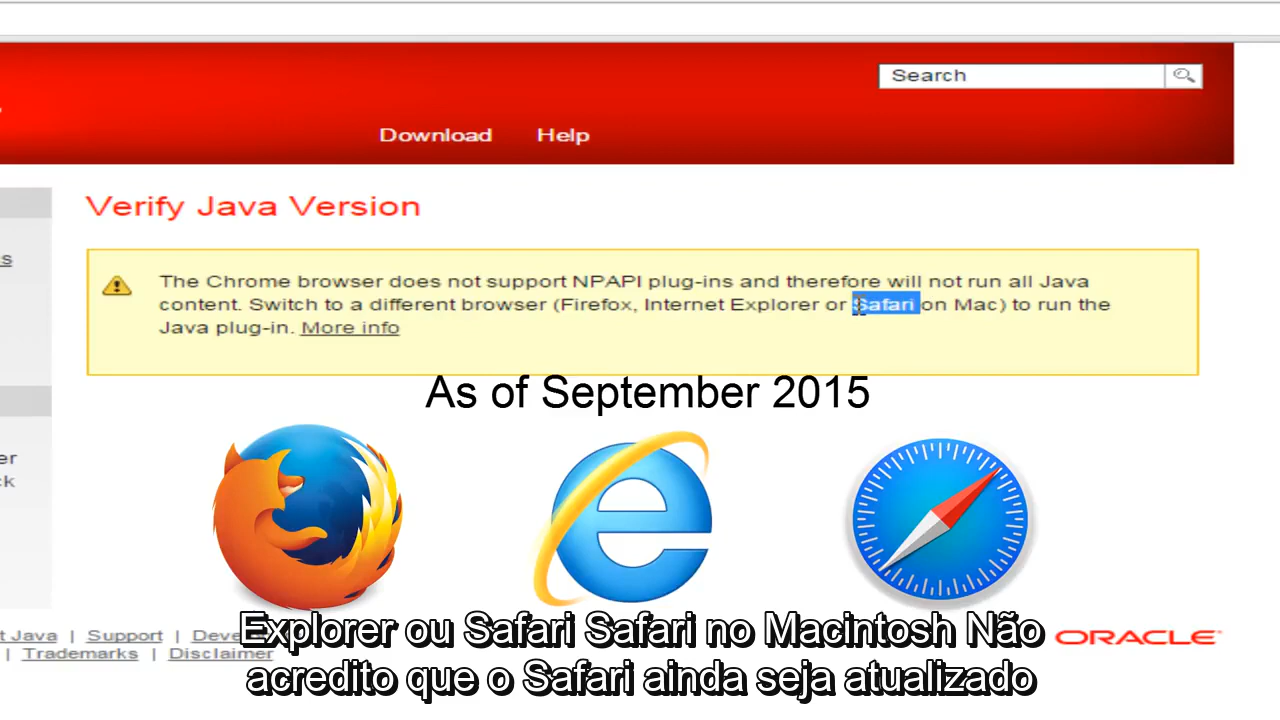 Search
Download Help
Verify Java Version
The Chrome browser does not support NPAPI plug-ins and therefore will not run all Java
content. Switch to a different browser (Firefox, Internet Explorer or Safari on Mac) to run the
Java plug-in. More info
As of September 2015
Explorer ou Safari Safari no Macintosh Não
acredito que o Safari ainda seja atualizado
Java | Support |
| Trademarks | Disclaimer
ORACLE